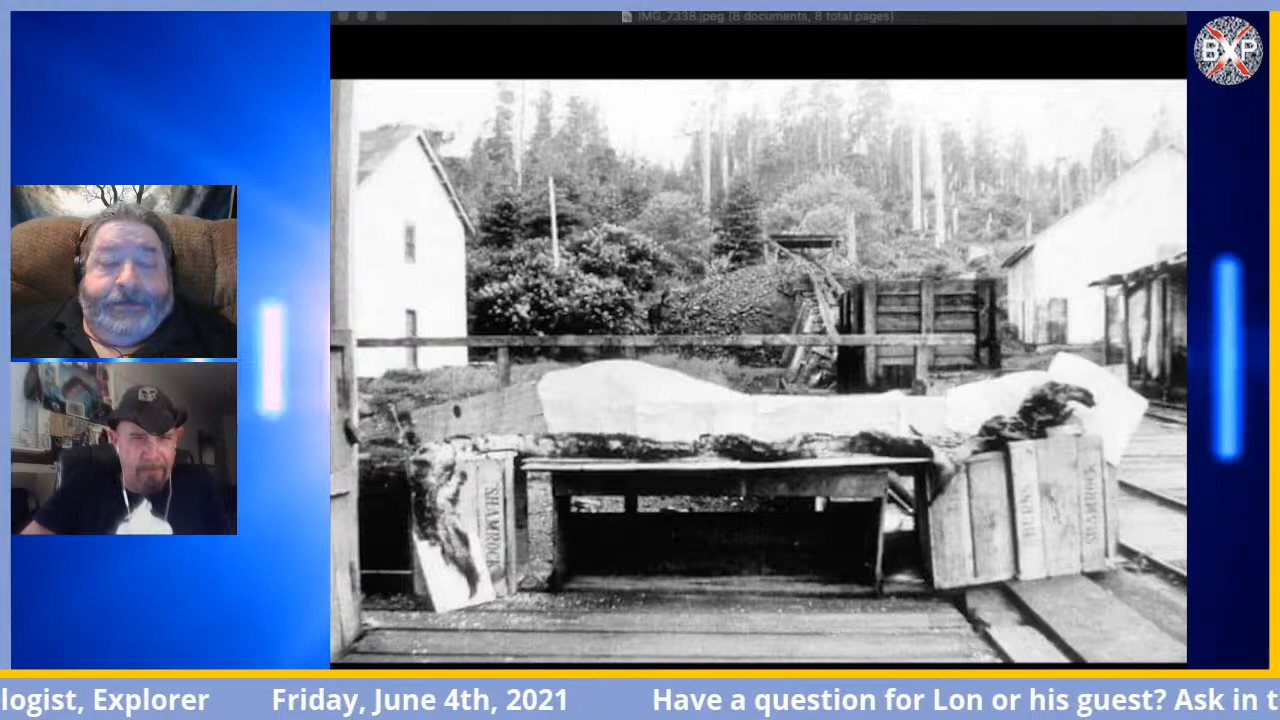 IMG_7338.jpeg (8 documents, 8 total pages)
BXP
SHAMROCK
BURNS
SHAMROCK
logist, Explorer Friday, June 4th, 2021 Have a question for Lon or his guest? Ask in t